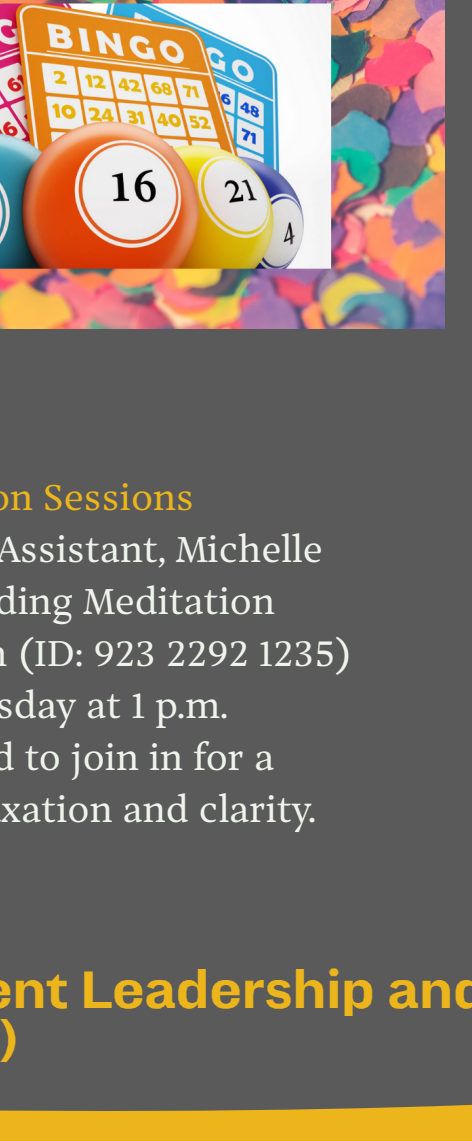 BINGO
GO
2 12 42 68 71
10 24 31 40 52
48
71
16
21
4
on Sessions
Assistant, Michelle
ding Meditation
(ID: 923 2292 1235)
sday at 1 p.m.
d to join in for a
xation and clarity.
ent Leadership and
)